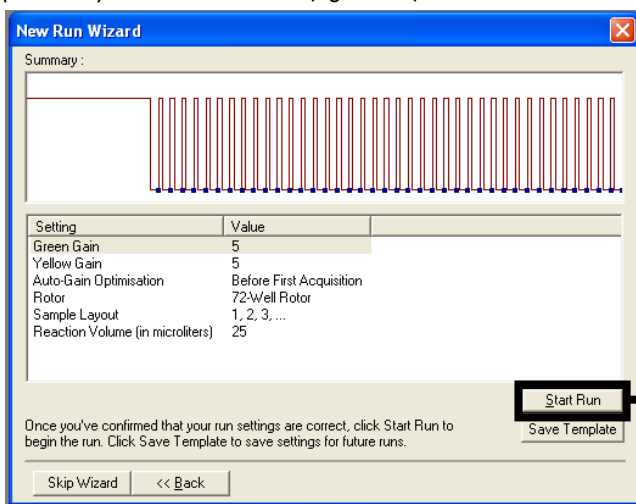 New Run Wizard
Summary :
Setting Value
Green Gain 5
Yellow Gain 5
Auto-Gain Optimisation Before First Acquisition
Rotor 72-Well Rotor
Sample Layout 1, 2, 3, ...
Reaction Volume (in microliters) 25
Start Run
Once you've confirmed that your run settings are correct, click Start Run to
begin the run. Click Save Template to save settings for future runs.
Save Template
Skip Wizard << Back